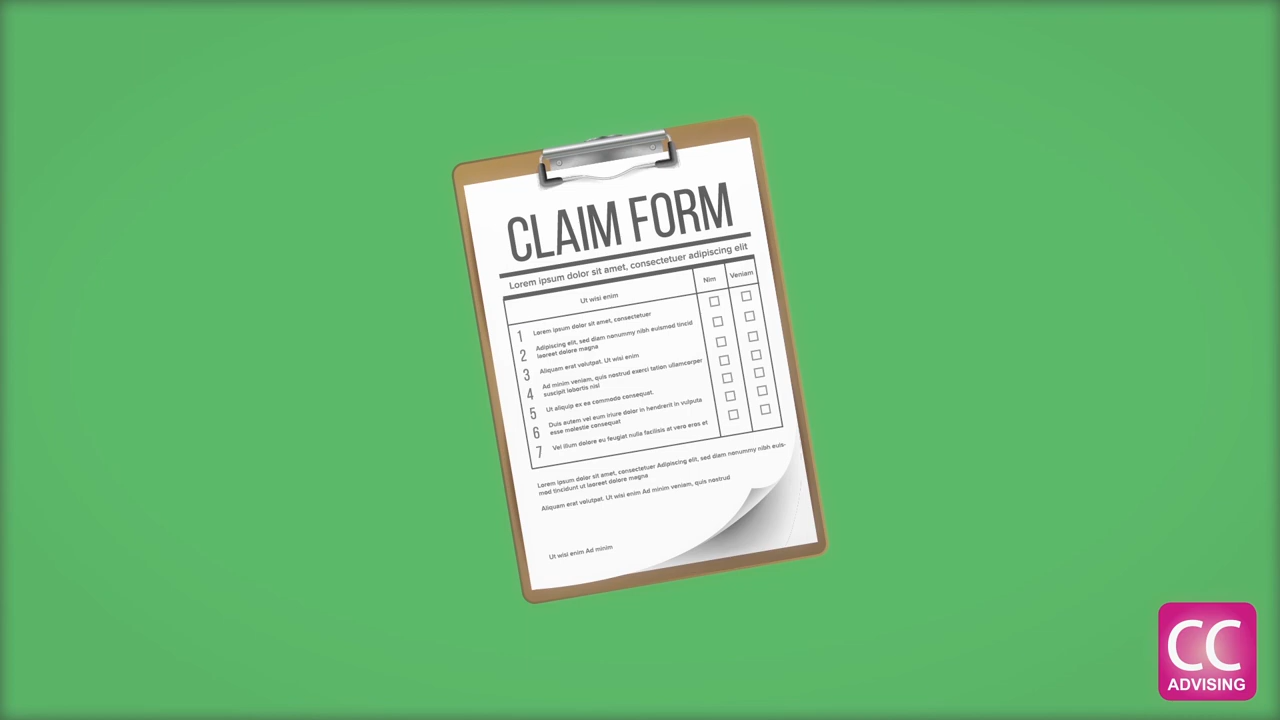 CLAIM FORM
Lorem ipsum dolor sit amet, consectetuer adipiscing elit
Ut wisi enim Nim Veniam
1 Lorem ipsum dolor sit amet, consectetuer
2 Adipiscing elit, sed diam nonummy nibh euismod tincid
laoreet dolore magna
3 Aliquam erat volutpat. Ut wisi enim
4 Ad minim veniam, quis nostrud exerci tation ullamcorper
suscipit lobortis nisl
5 Ut aliquip ex ea commodo consequat.
6 Duis autem vel eum iriure dolor in hendrerit in vulputa
esse molestie consequat
7 Vel illum dolore eu feugiat nulla facilisis at vero eros et
Lorem ipsum dolor sit amet, consectetuer Adipiscing elit, sed diam nonummy nibh euis-
mod tincidunt ut laoreet dolore magna
Aliquam erat volutpat. Ut wisi enim Ad minim veniam, quis nostrud
Ut wisi enim Ad minim
CC
ADVISING